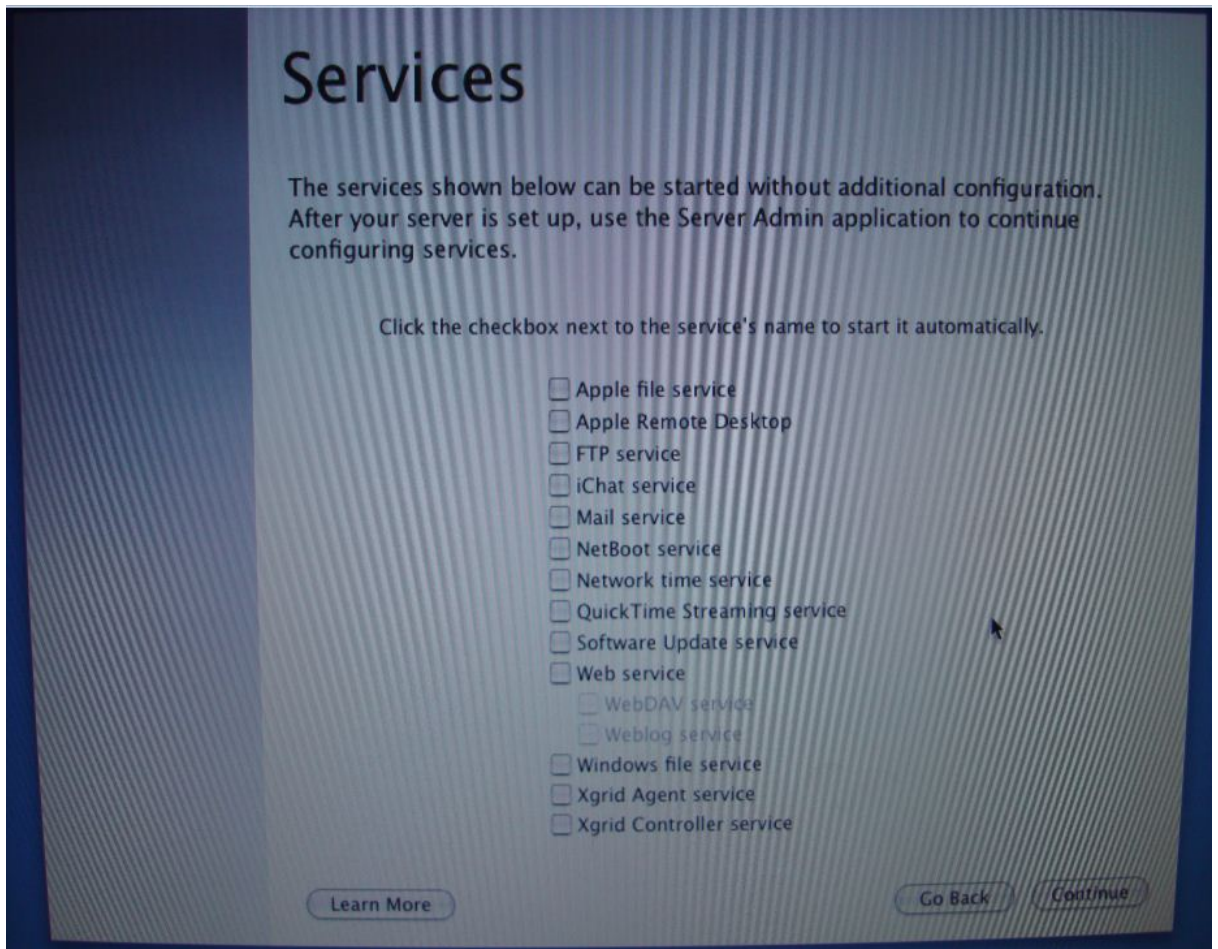 Services
The services shown below can be started without additional configuration.
After your server is set up, use the Server Admin application to continue
configuring services.
Click the checkbox next to the service's name to start it automatically.
Apple file service
Apple Remote Desktop
FTP service
iChat service
Mail service
NetBoot service
Network time service
QuickTime Streaming service
Software Update service
Web service
WebDAV service
Weblog service
Windows file service
Xgrid Agent service
Xgrid Controller service
Learn More
Go Back
Continue